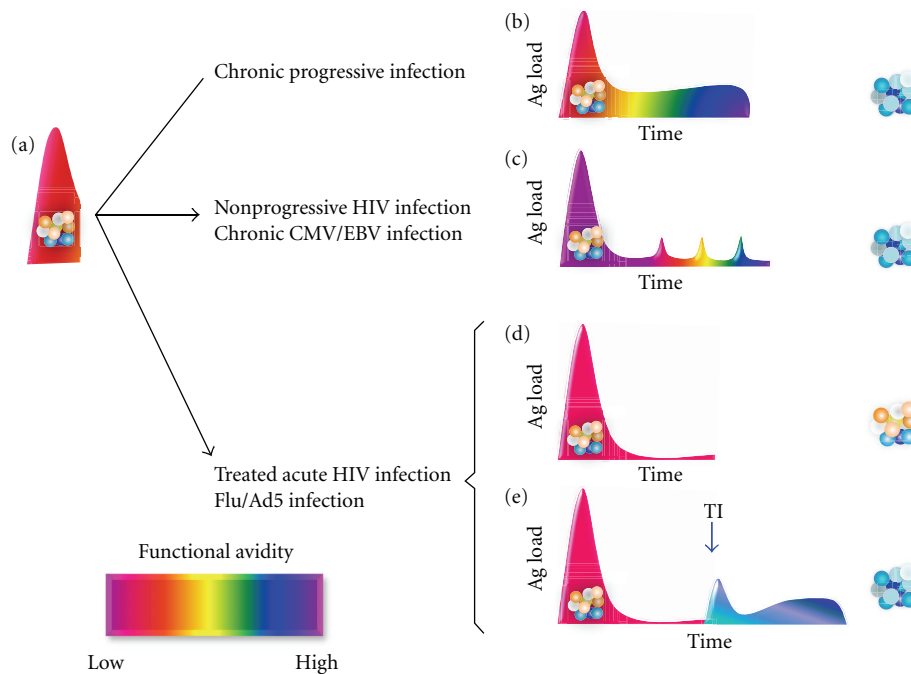 (a)
Chronic progressive infection
Nonprogressive HIV infection
Chronic CMV/EBV infection
Treated acute HIV infection
Flu/Ad5 infection
Functional avidity
Low
High
(b)
Ag load
Time
(c)
Ag load
Time
(d)
Ag load
Time
(e)
TI
Ag load
Time